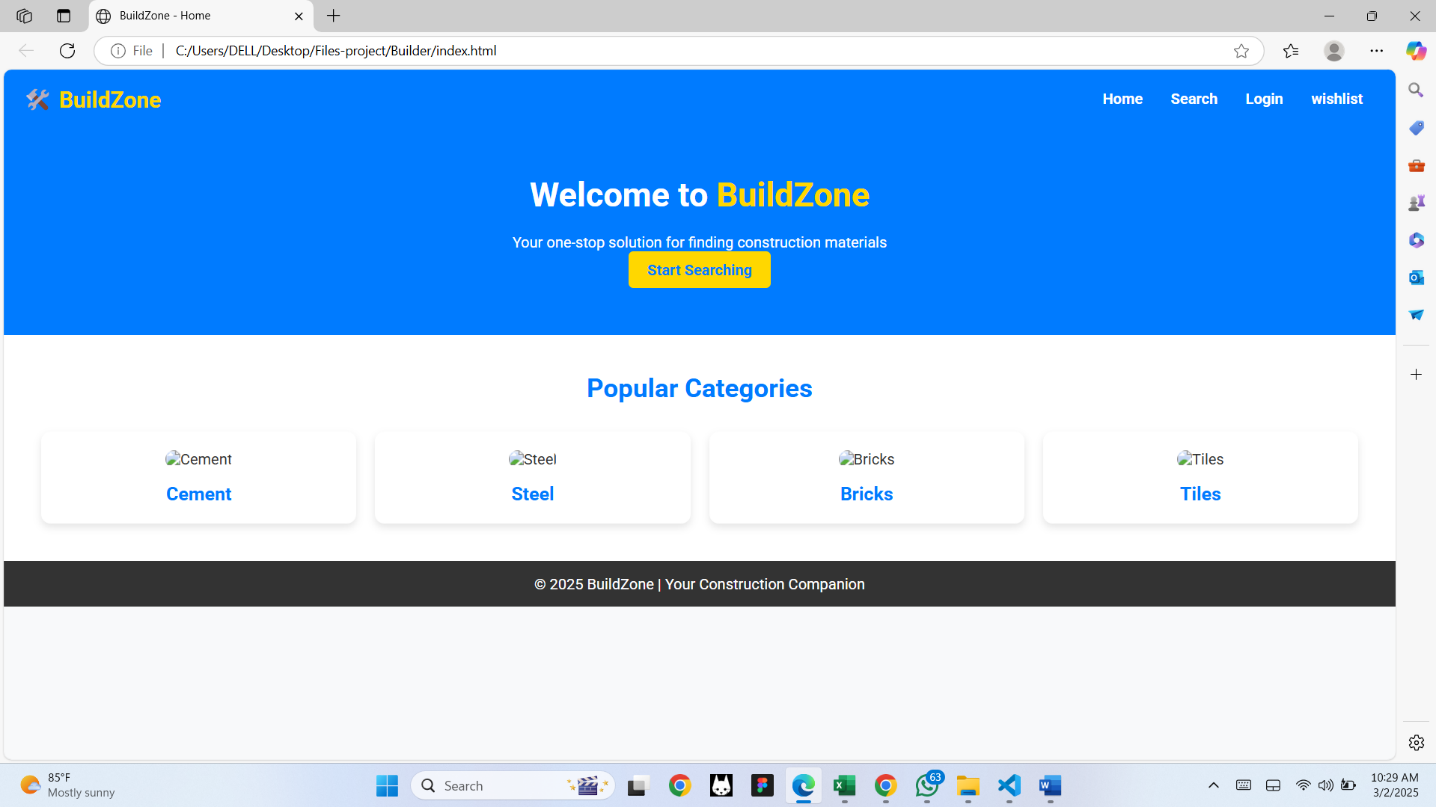 BuildZone - Home
File
C:/Users/DELL/Desktop/Files-project/Builder/index.html
BuildZone
Home Search Login wishlist
Welcome to BuildZone
Your one-stop solution for finding construction materials
Start Searching
Popular Categories
Cement Steel Bricks Tiles
Cement Steel Bricks Tiles
© 2025 BuildZone | Your Construction Companion
85°F
Mostly sunny
Search
63
10:29 AM
3/2/2025